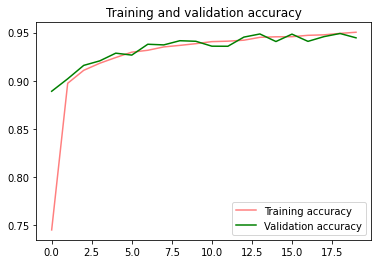 Training and validation accuracy
0.95
0.90
0.85
0.80
0.75
0.0 2.5 5.0 7.5 10.0 12.5 15.0 17.5
Training accuracy
Validation accuracy